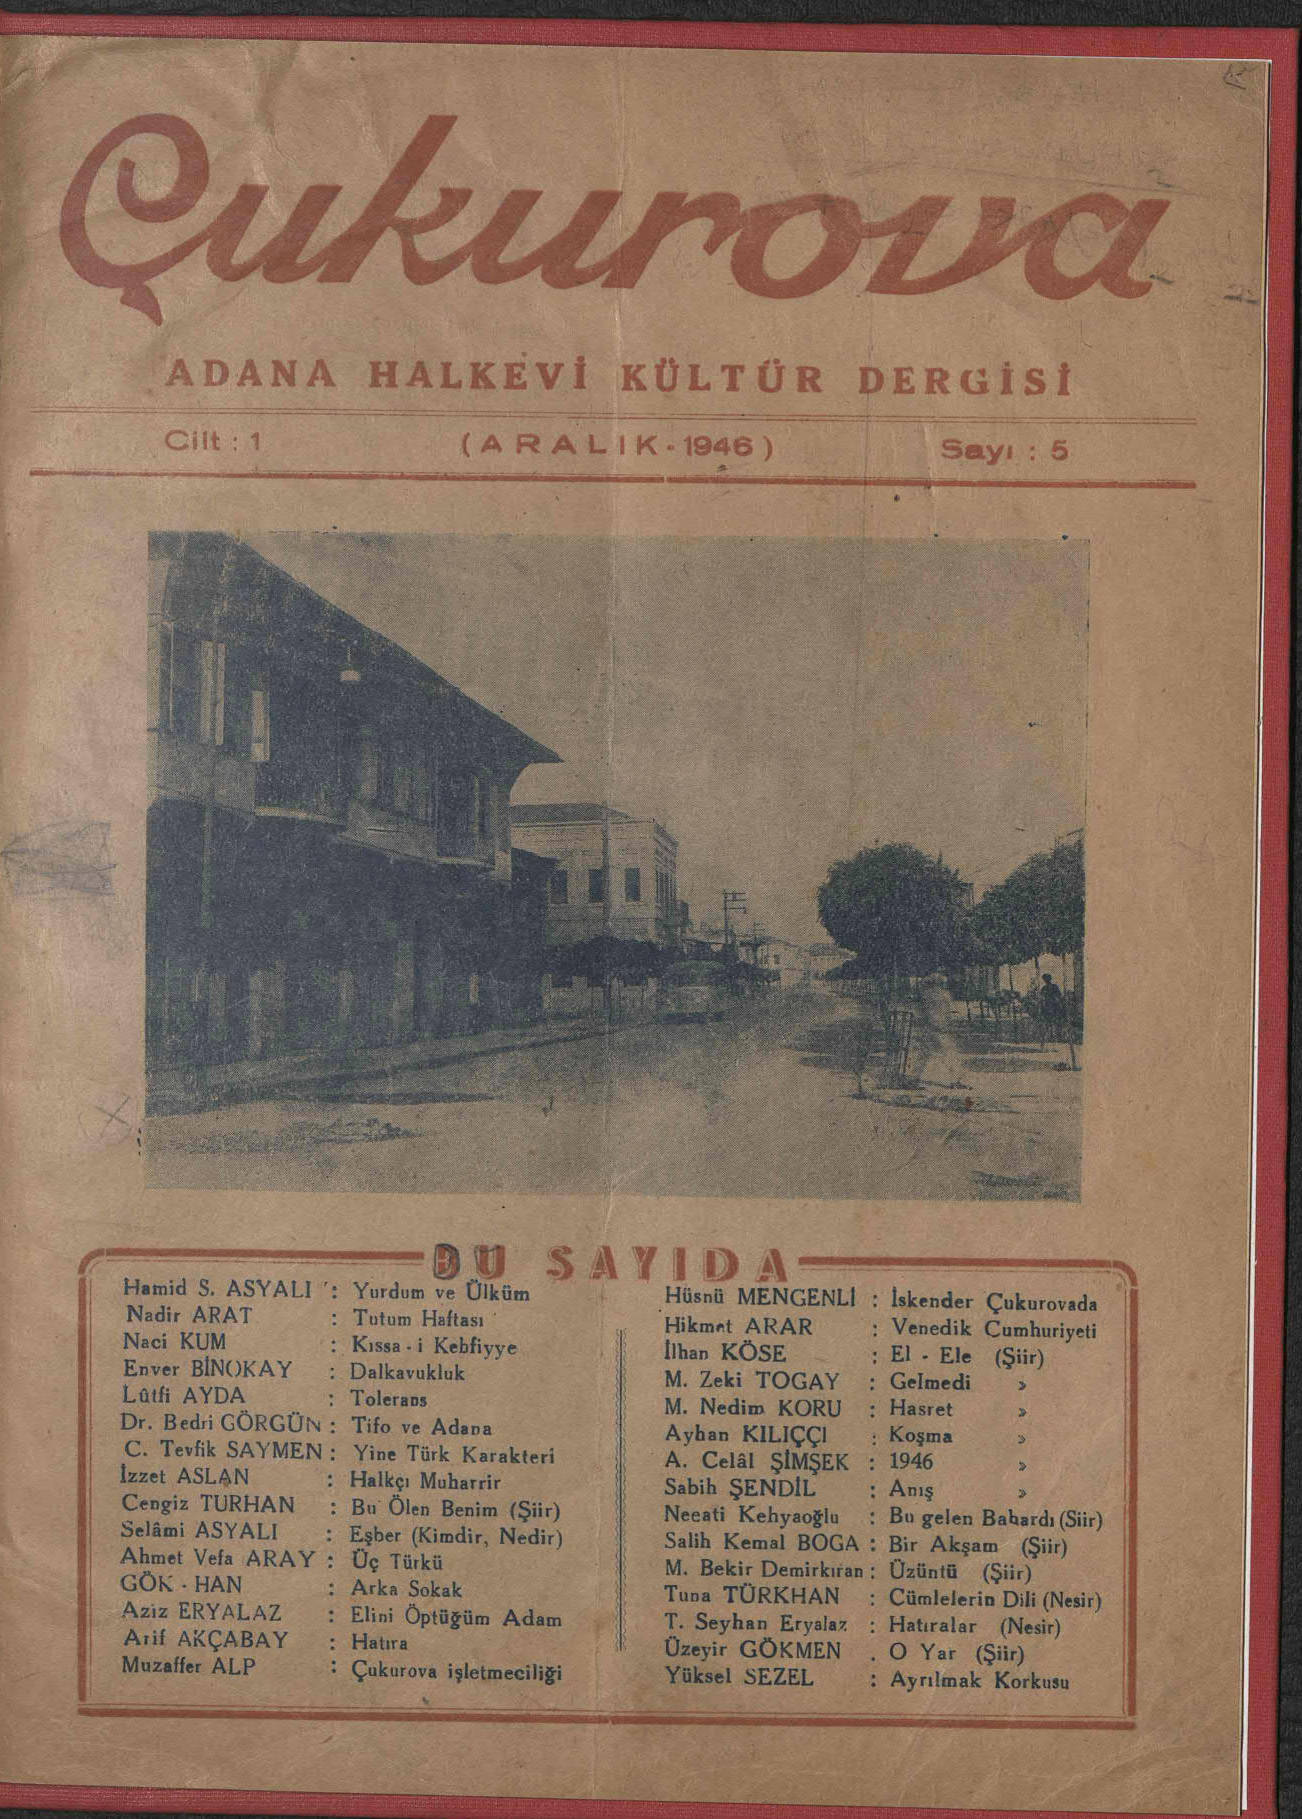 Çukurova
ADANA HALKEVİ KÜLTÜR DERGİSİ
Cilt : 1 (ARALIK-1946) Sayı : 5
BU SAYIDA
Hamid S. ASYALI : Yurdum ve Ülküm
Nadir ARAT : Tutum Haftası
Naci KUM : Kıssa-i Kebfiyye
Enver BİNOKAY : Dalkavukluk
Lûtfi AYDA : Tolerans
Dr. Bedri GÖRGÜN : Tifo ve Adana
C. Tevfik SAYMEN : Yine Türk Karakteri
İzzet ASLAN : Halkçı Muharrir
Cengiz TURHAN : Bu Ölen Benim (Şiir)
Selâmi ASYALI : Eşber (Kimdir, Nedir)
Ahmet Vefa ARAY : Üç Türkü
GÖK - HAN : Arka Sokak
Aziz ERYALAZ : Elini Öptüğüm Adam
Arif AKÇABAY : Hatıra
Muzaffer ALP : Çukurova işletmeciliği
Hüsnü MENGENLİ : İskender Çukurovada
Hikmet ARAR : Venedik Cumhuriyeti
İlhan KÖSE : El - Ele (Şiir)
M. Zeki TOGAY : Gelmedi »
M. Nedim KORU : Hasret »
Ayhan KILIÇÇI : Koşma »
A. Celâl ŞİMŞEK : 1946 »
Sabih ŞENDİL : Anış »
Necati Kehyaoğlu : Bu gelen Bahardı (Siir)
Salih Kemal BOGA : Bir Akşam (Şiir)
M. Bekir Demirkıran : Üzüntü (Şiir)
Tuna TÜRKHAN : Cümlelerin Dili (Nesir)
T. Seyhan Eryalaz : Hatıralar (Nesir)
Üzeyir GÖKMEN . O Yar (Şiir)
Yüksel SEZEL : Ayrılmak Korkusu